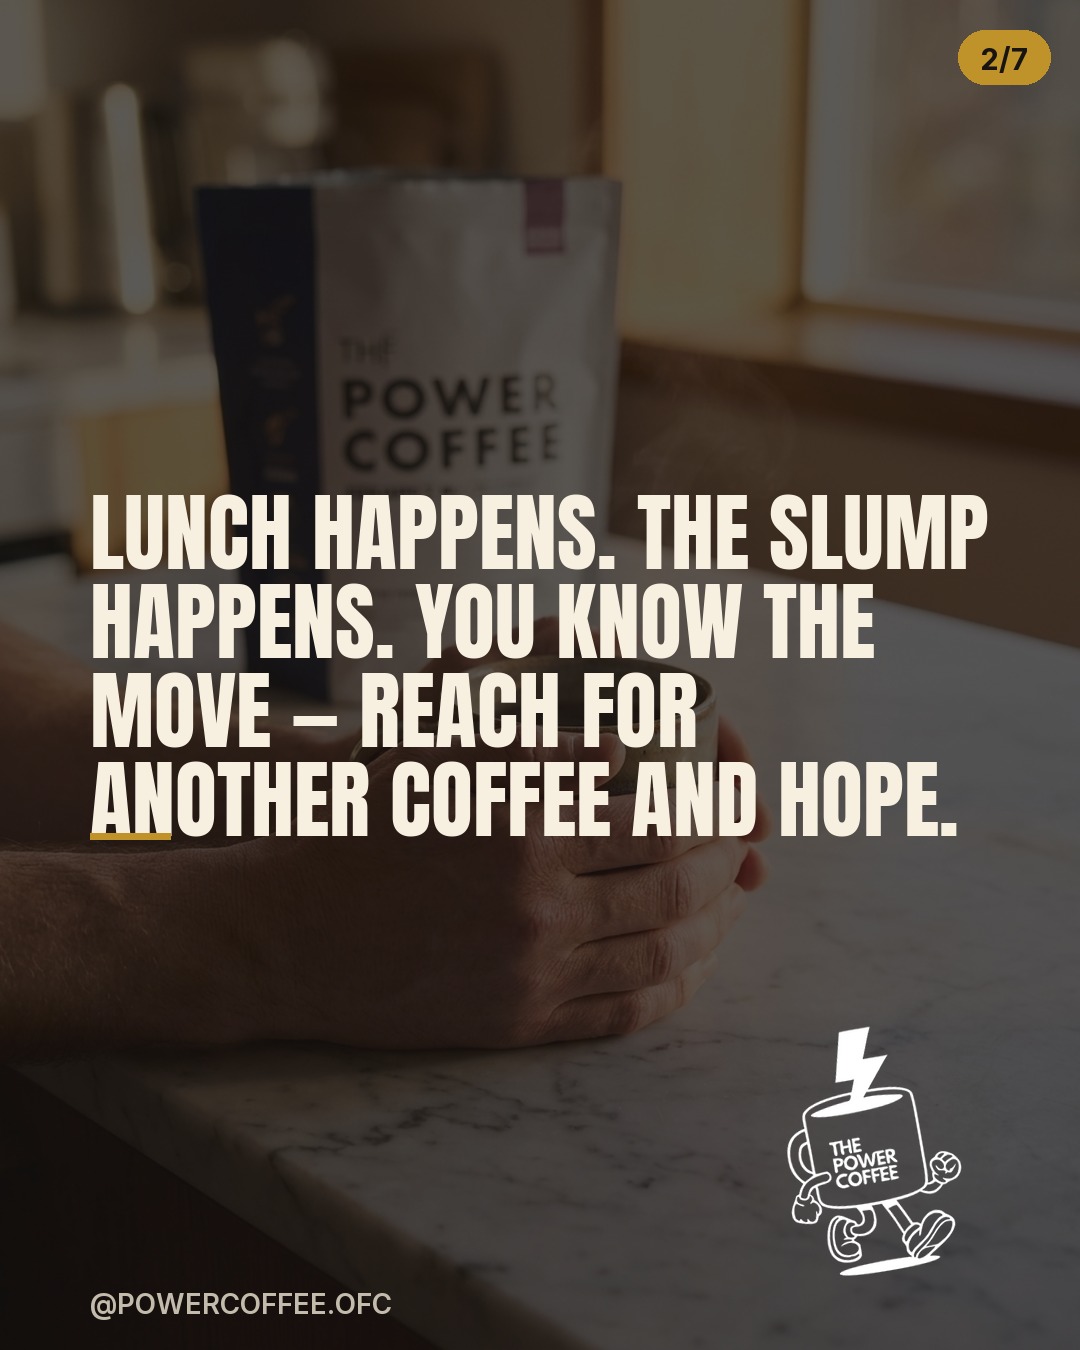 2/7
THE
POWER
COFFEE
LUNCH HAPPENS. THE SLUMP
HAPPENS. YOU KNOW THE
MOVE – REACH FOR
ANOTHER COFFEE AND HOPE.
THE
POWER
COFFEE
@POWERCOFFEE.OFC